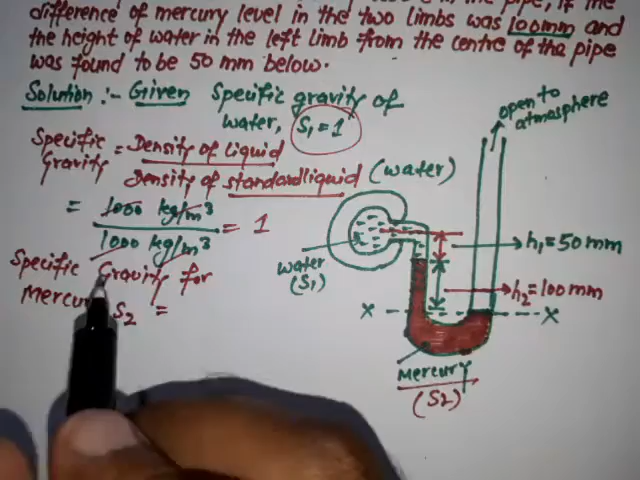 difference of mercury level in the two limbs was 100mm and
the height of water in the left limb from the centre of the pipe
was found to be 50 mm below.
Solution :- Given Specific gravity of
water, S1 = 1
Specific Gravity = Density of liquid
Density of standard liquid (water)
= 1000 kg/m3
1000 kg/m3 = 1
Specific Gravity for
Mercury S2 =
open to
atmosphere
water
(S1)
h1 = 50 mm
h2 = 100 mm
X
X
Mercury
(S2)